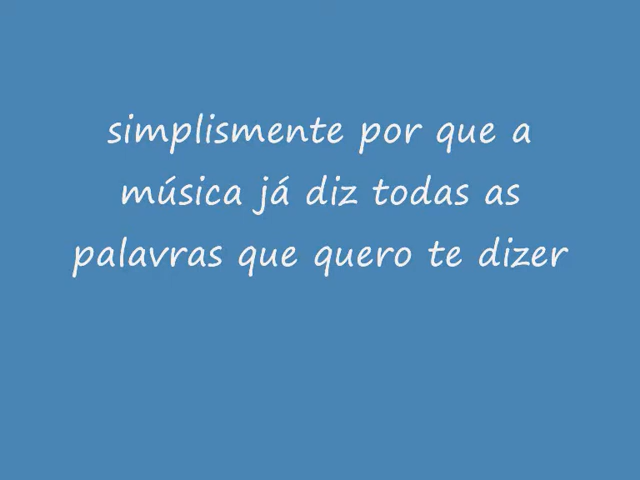 simplismente por que a
música já diz todas as
palavras que quero te dizer